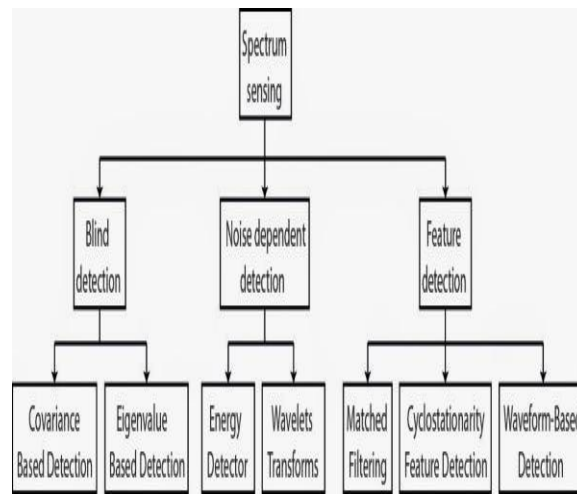 Spectrum
sensing
Blind
detection
Noise dependent
detection
Feature
detection
Covariance
Based Detection
Eigenvalue
Based Detection
Energy
Detector
Wavelets
Transforms
Matched
Filtering
Cyclostationarity
Feature Detection
Waveform-Based
Detection